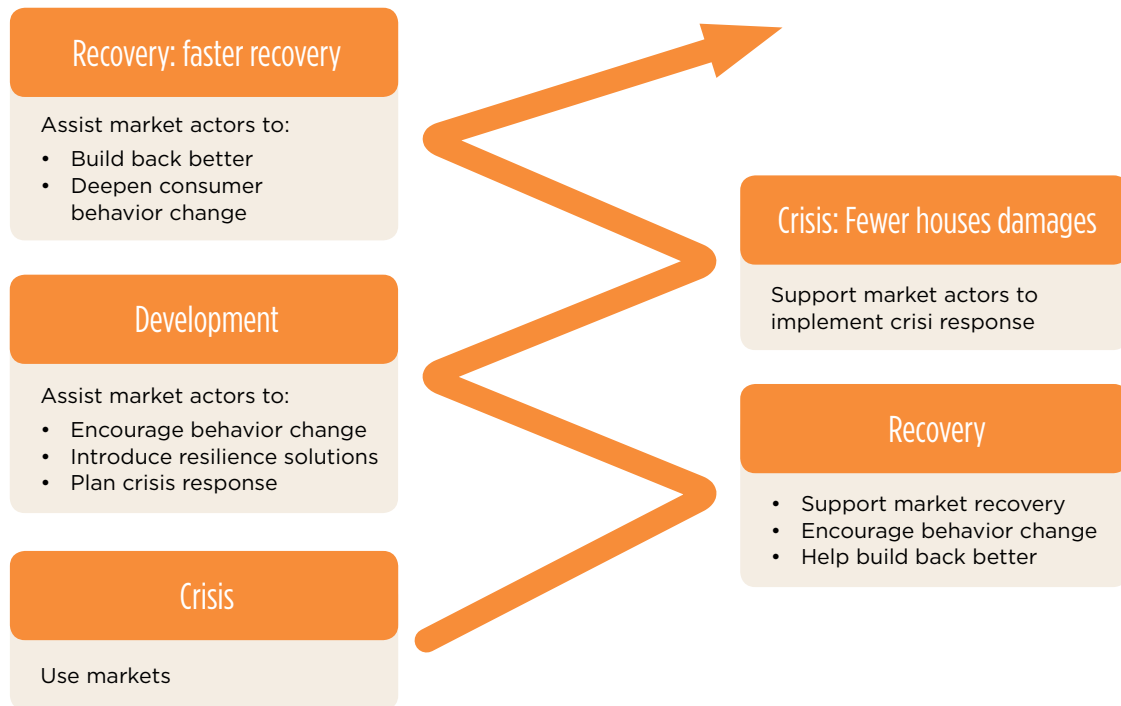 Recovery: faster recovery
Assist market actors to:
• Build back better
• Deepen consumer
behavior change
Crisis: Fewer houses damages
Support market actors to
implement crisi response
Development
Assist market actors to:
• Encourage behavior change
• Introduce resilience solutions
• Plan crisis response
Recovery
• Support market recovery
• Encourage behavior change
• Help build back better
Crisis
Use markets